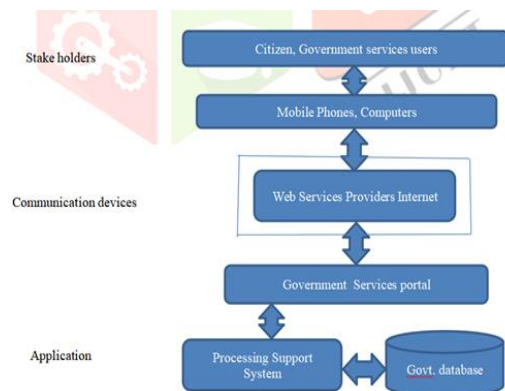 Stake holders
Citizen, Government services users
Mobile Phones, Computers
Communication devices
Web Services Providers Internet
Government Services portal
Application
Processing Support
System
Govt. database